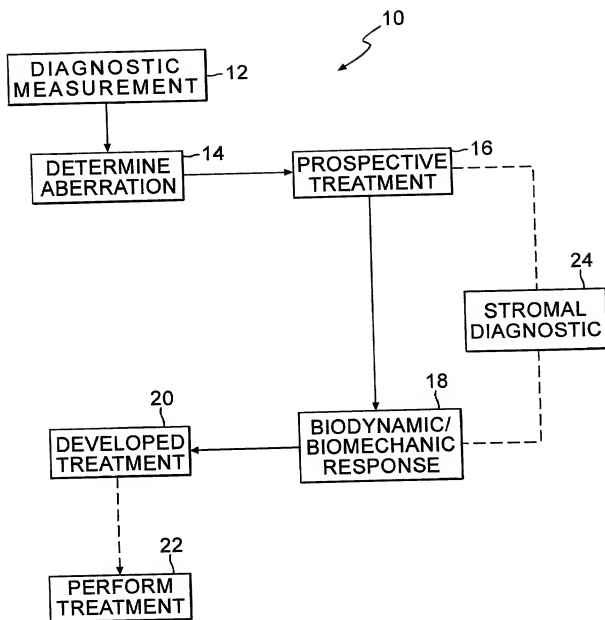 10
DIAGNOSTIC
MEASUREMENT
12
14
DETERMINE
ABERRATION
16
PROSPECTIVE
TREATMENT
24
STROMAL
DIAGNOSTIC
18
BIODYNAMIC/
BIOMECHANIC
RESPONSE
20
DEVELOPED
TREATMENT
22
PERFORM
TREATMENT